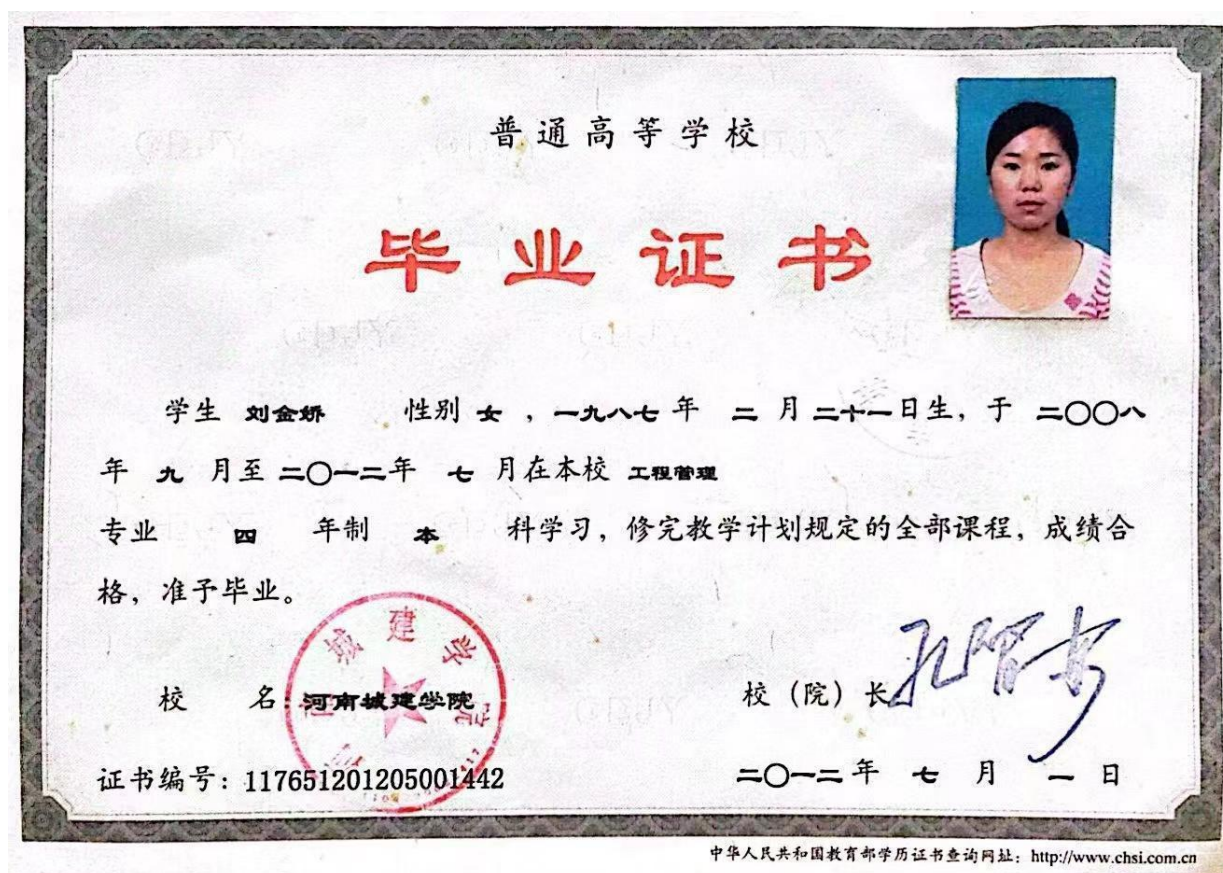 普通高等学校
毕业证书
学生 刘金娇 性别 女 ，一九八七 年 二 月 二十一日生，于 二〇〇八
年 九 月至 二〇一二年 七 月在本校 工程管理
专业 四 年制 本 科学习，修完教学计划规定的全部课程，成绩合
格，准予毕业。
城建学院
校 名：河南城建学院
校（院）长
证书编号：117651201205001442
二〇一二年 七 月 一 日
中华人民共和国教育部学历证书查询网址：http://www.chsi.com.cn